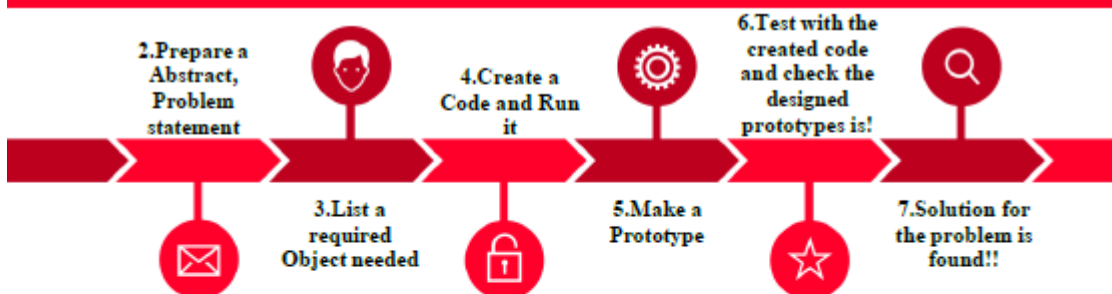 2.Prepare a
Abstract,
Problem
statement
3.List a
required
Object needed
4.Create a
Code and Run
it
5.Make a
Prototype
6.Test with the
created code
and check the
designed
prototypes is!
7.Solution for
the problem is
found!!